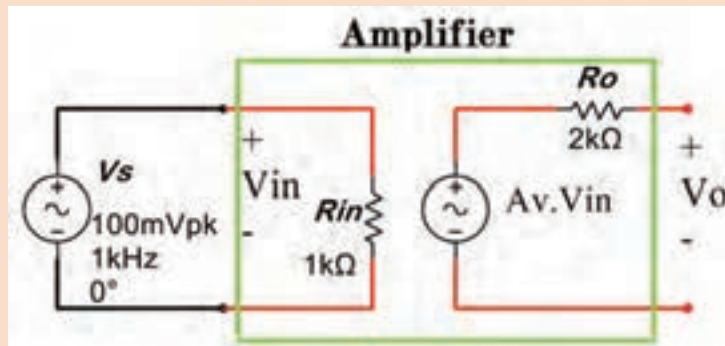 Amplifier
Ro
2kΩ
+
Vs
+
~
-
100mVpk
1kHz
0°
+
Vin
-
Rin
1kΩ
+
~
-
Av.Vin
+
Vo
-